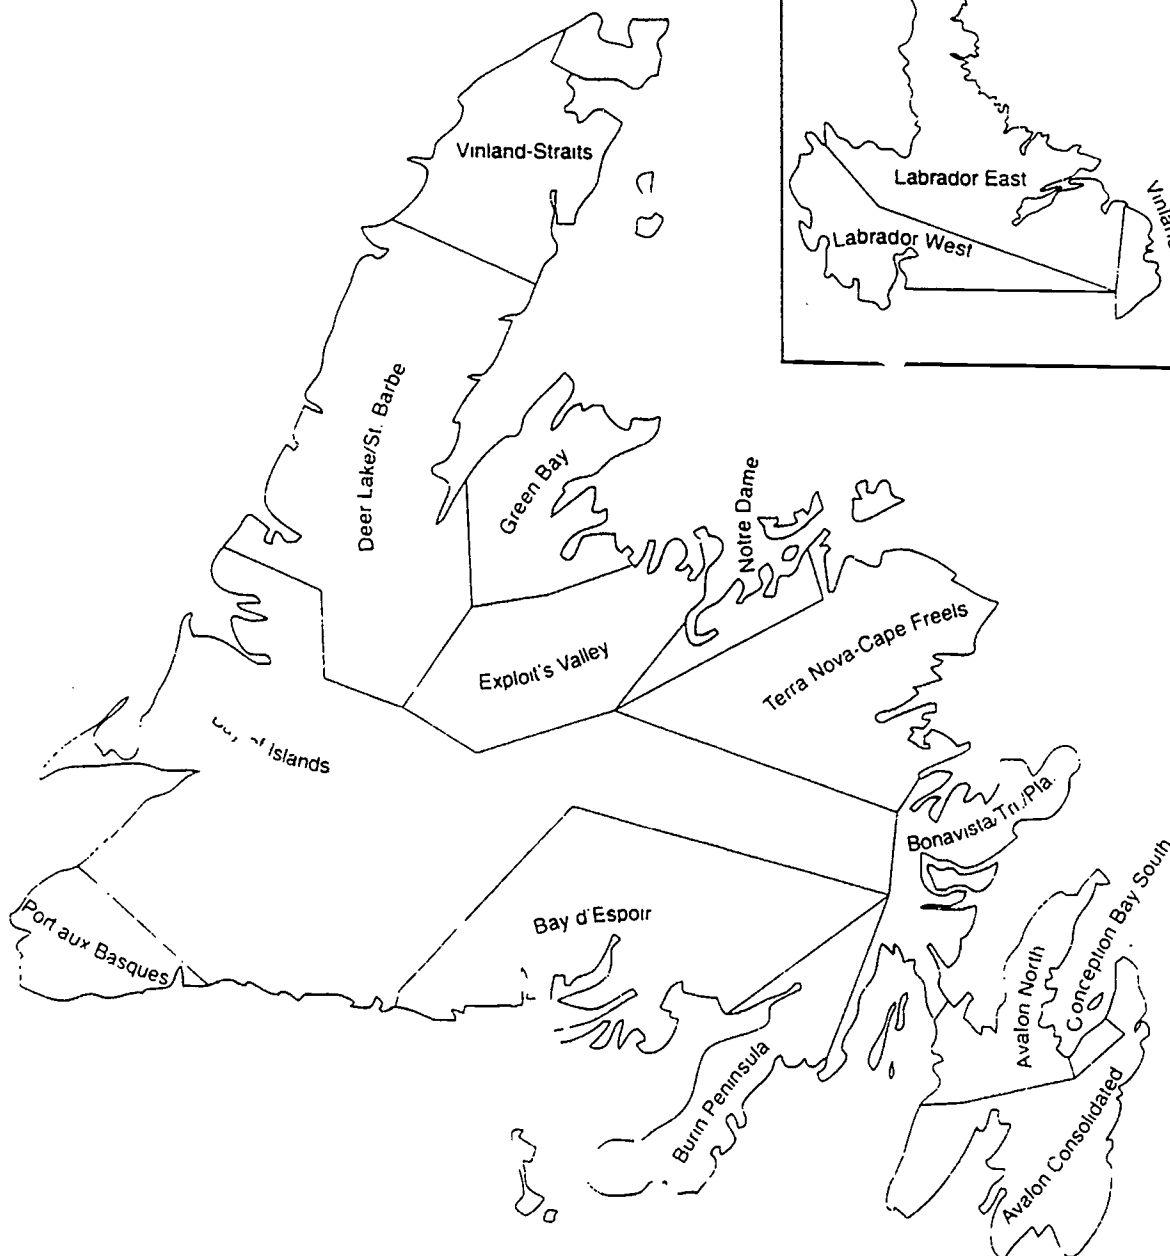 Vinland-Straits
Labrador East
Labrador West
Deer Lake/St. Barbe
Green Bay
Notre Dame
Exploit's Valley
Terra Nova-Cape Freels
Islands
Bonavista/Tri./Pla.
Port aux Basques
Bay d'Espoir
Avalon North
Conception Bay South
Burin Peninsula
Avalon Consolidated